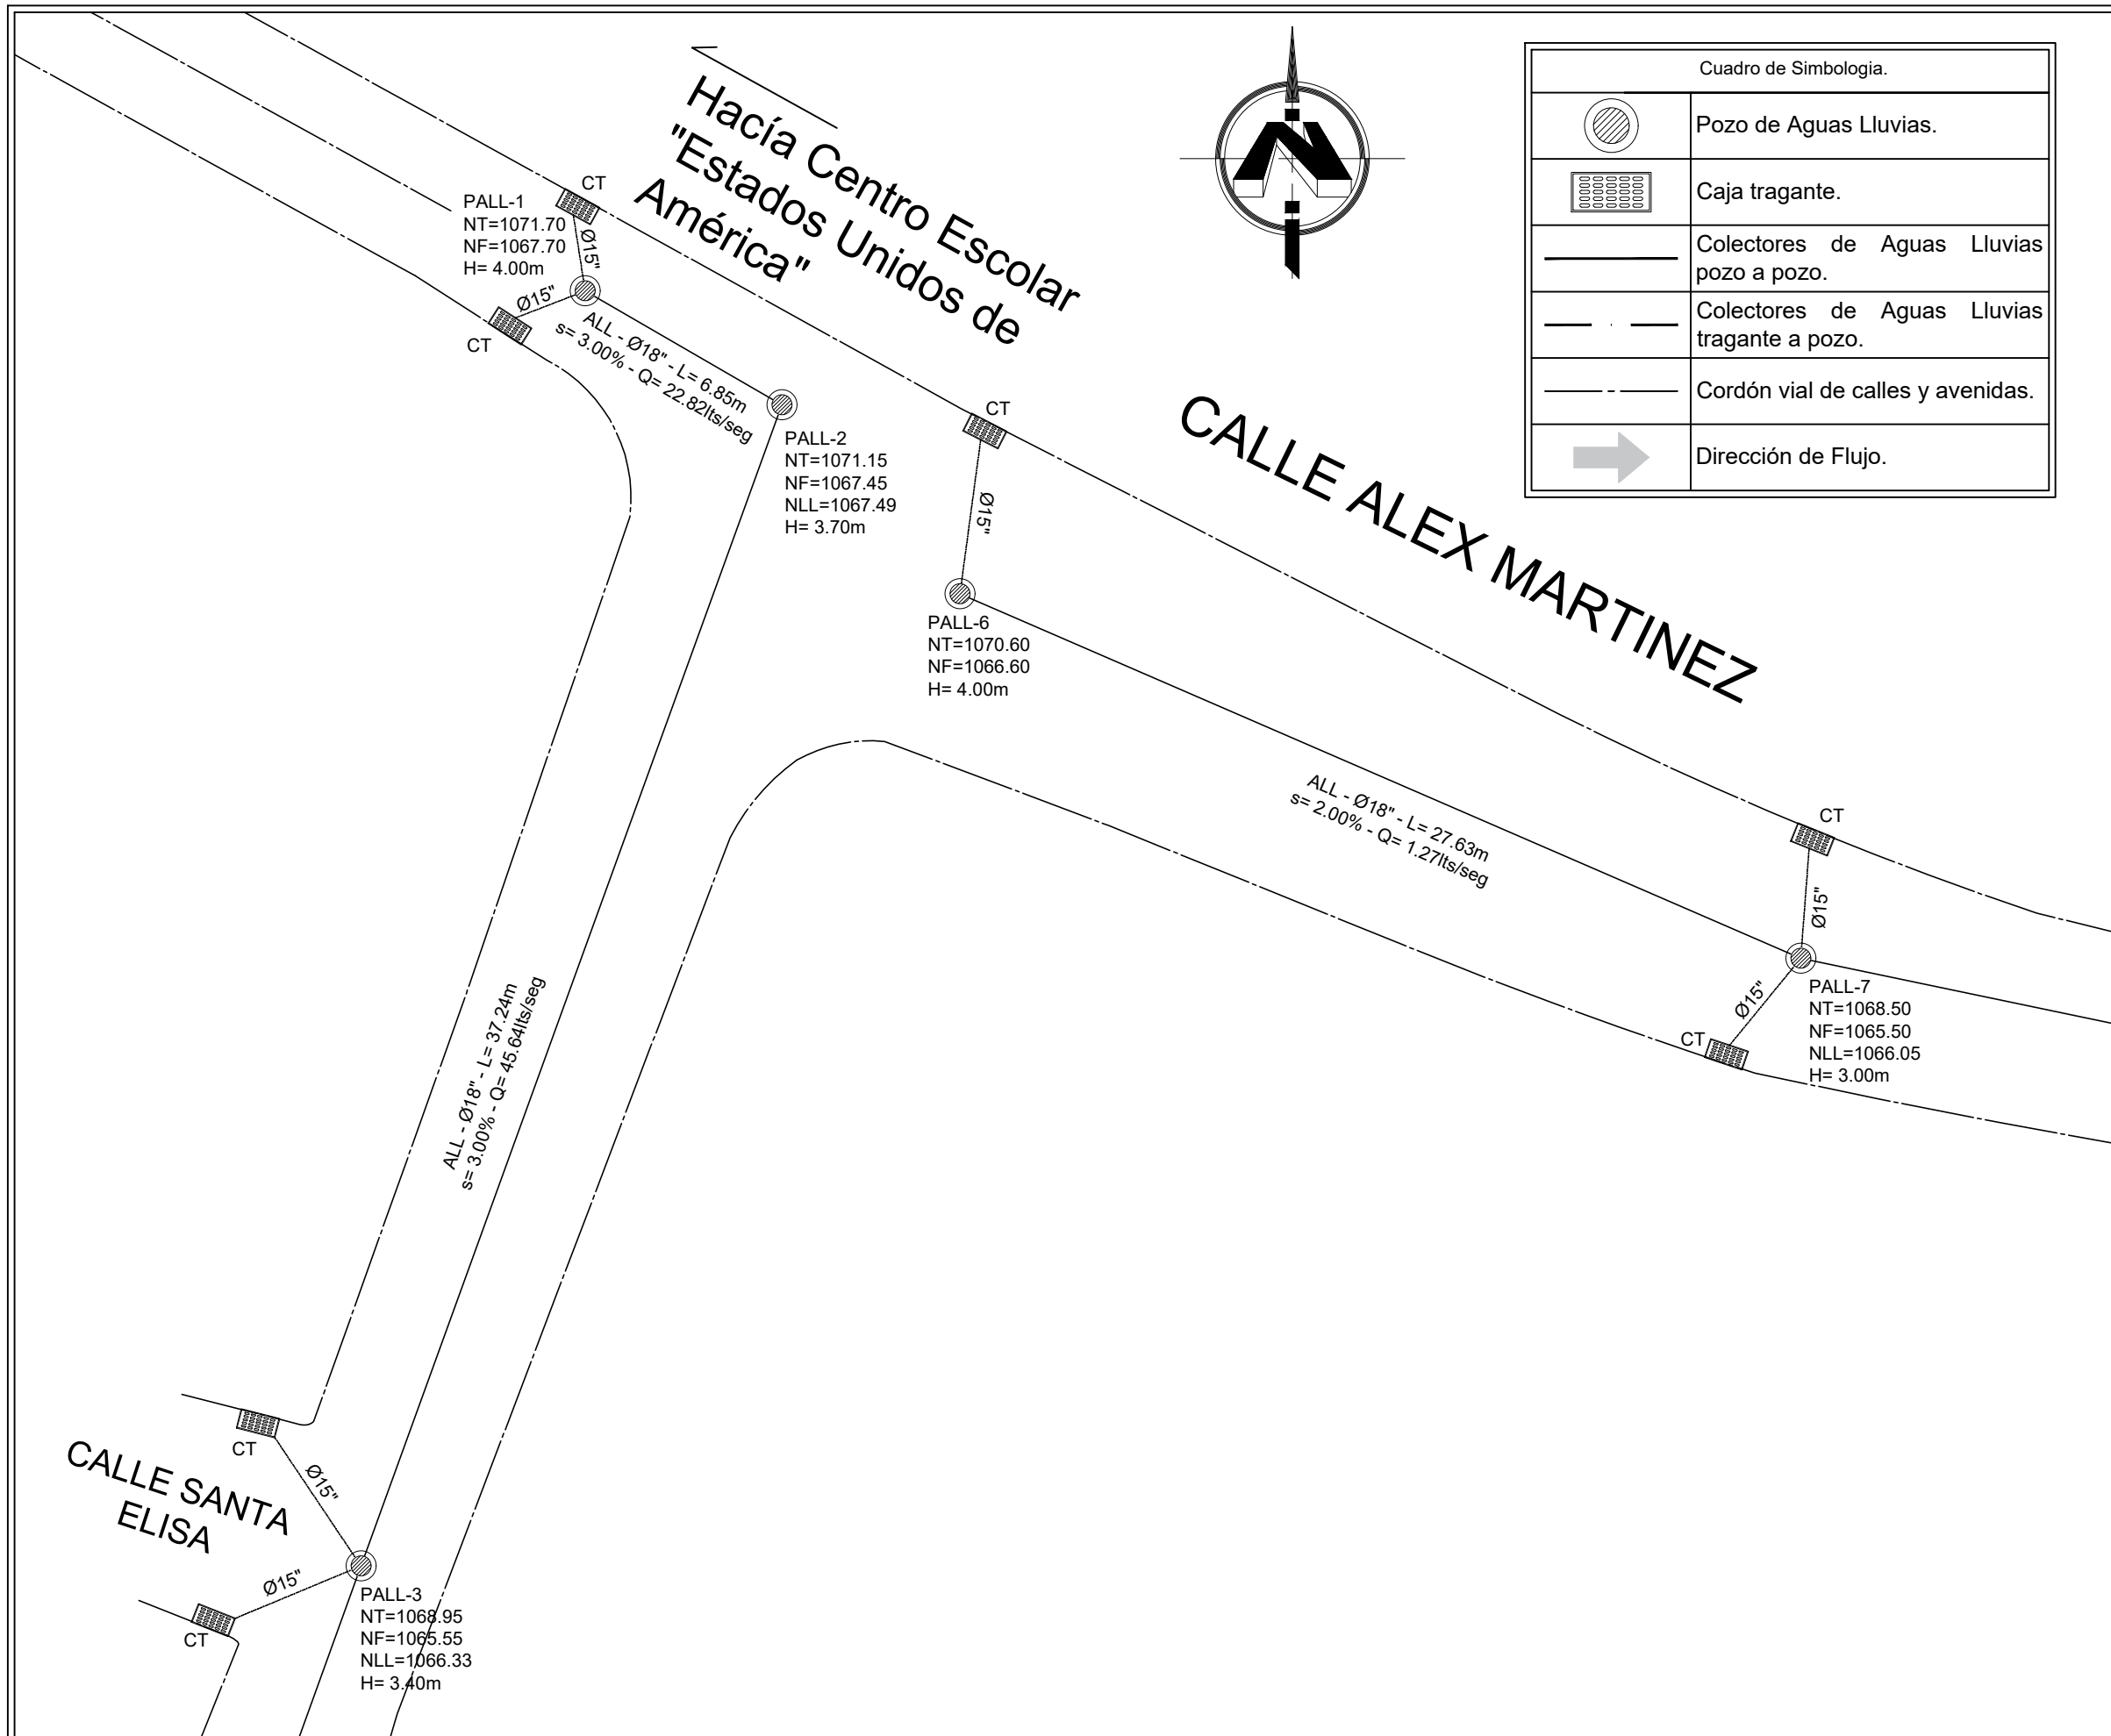 Hacía Centro Escolar
"Estados Unidos de
América"
Cuadro de Simbologia.
Pozo de Aguas Lluvias.
Caja tragante.
Colectores de Aguas Lluvias
pozo a pozo.
Colectores de Aguas Lluvias
tragante a pozo.
Cordón vial de calles y avenidas.
Dirección de Flujo.
N
CT
PALL-1
NT=1071.70
NF=1067.70
H= 4.00m
Ø15"
Ø15"
CT
ALL - Ø18" - L= 6.85m
s= 3.00% - Q= 22.82lts/seg
PALL-2
NT=1071.15
NF=1067.45
NLL=1067.49
H= 3.70m
CT
Ø15"
CALLE ALEX MARTINEZ
PALL-6
NT=1070.60
NF=1066.60
H= 4.00m
ALL - Ø18" - L= 27.63m
s= 2.00% - Q= 1.27lts/seg
CT
Ø15"
Ø15"
CT
PALL-7
NT=1068.50
NF=1065.50
NLL=1066.05
H= 3.00m
ALL - Ø18" - L= 37.24m
s= 3.00% - Q= 45.64lts/seg
CT
Ø15"
CALLE SANTA
ELISA
Ø15"
CT
PALL-3
NT=1068.95
NF=1065.55
NLL=1066.33
H= 3.40m